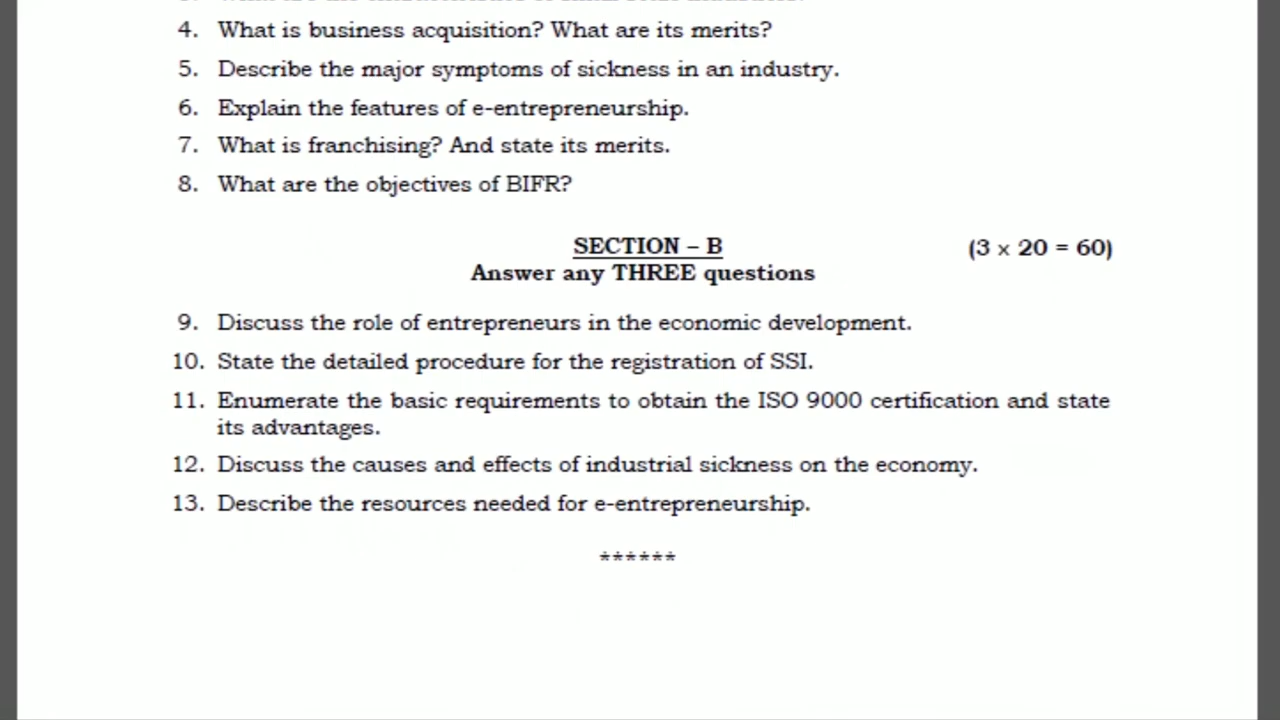 4. What is business acquisition? What are its merits?
5. Describe the major symptoms of sickness in an industry.
6. Explain the features of e-entrepreneurship.
7. What is franchising? And state its merits.
8. What are the objectives of BIFR?
SECTION – B (3 × 20 = 60)
Answer any THREE questions
9. Discuss the role of entrepreneurs in the economic development.
10. State the detailed procedure for the registration of SSI.
11. Enumerate the basic requirements to obtain the ISO 9000 certification and state
its advantages.
12. Discuss the causes and effects of industrial sickness on the economy.
13. Describe the resources needed for e-entrepreneurship.
******